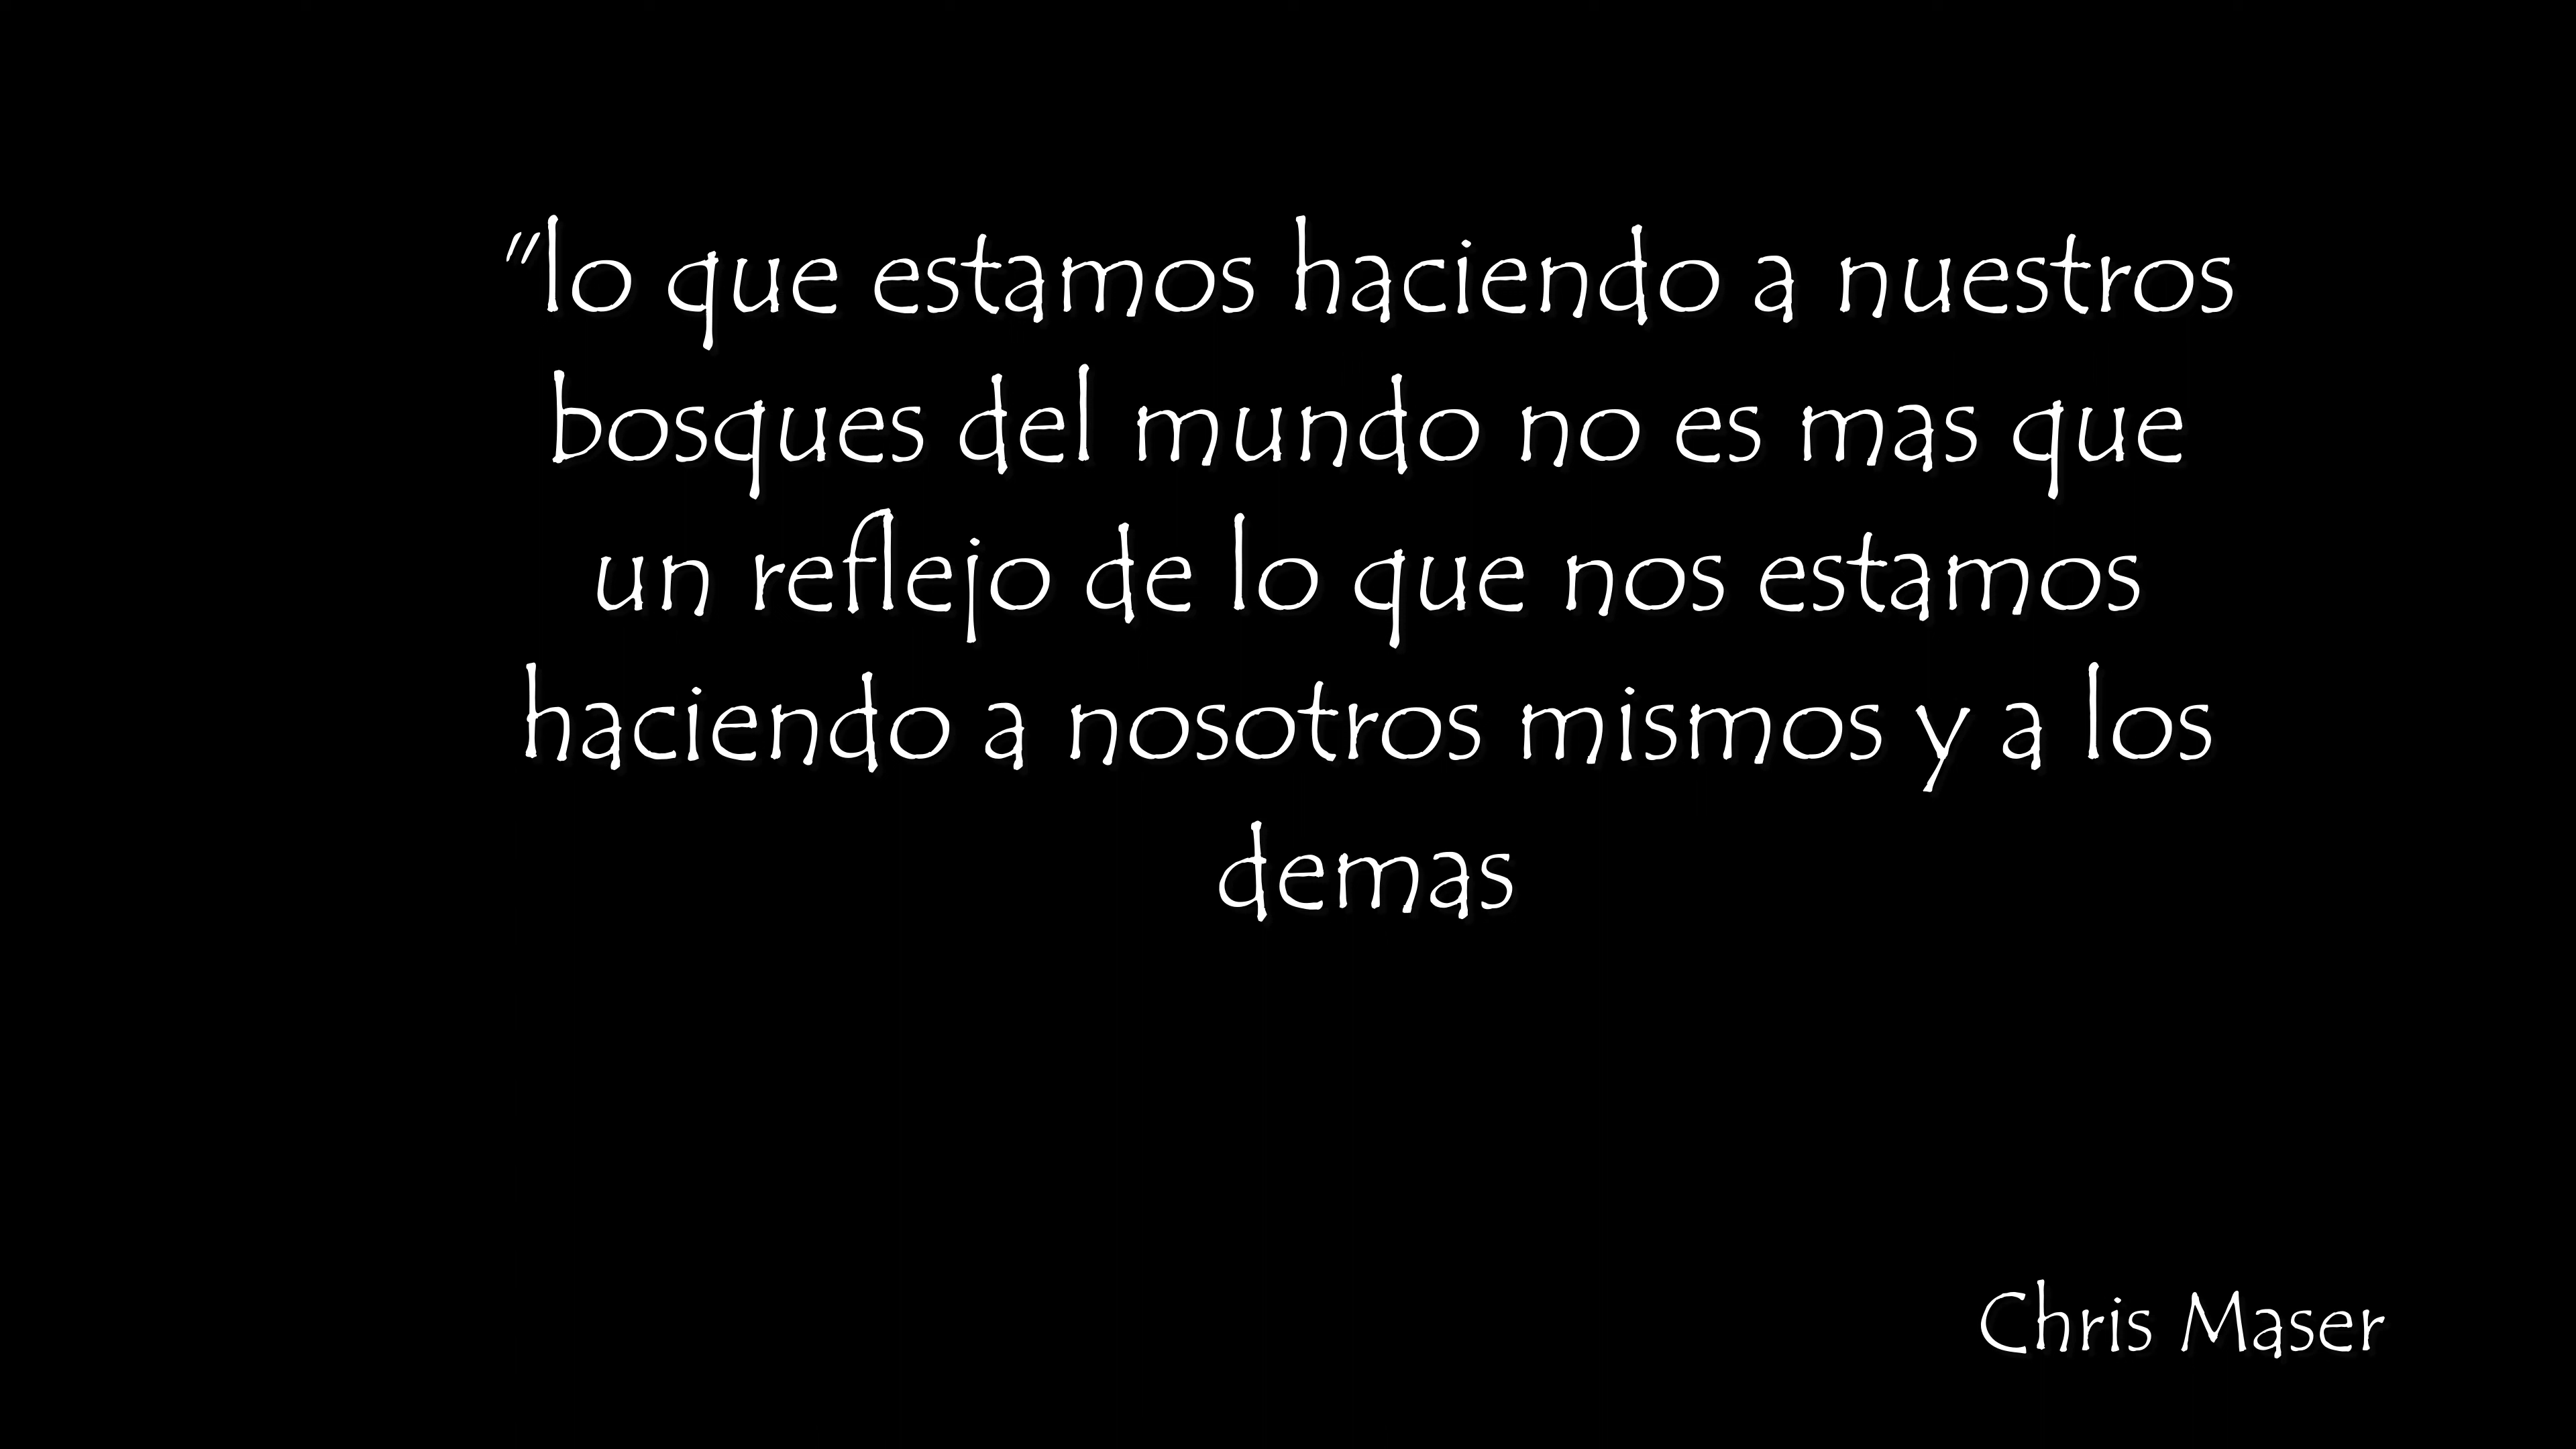 "lo que estamos haciendo a nuestros
bosques del mundo no es mas que
un reflejo de lo que nos estamos
haciendo a nosotros mismos y a los
demas
Chris Maser